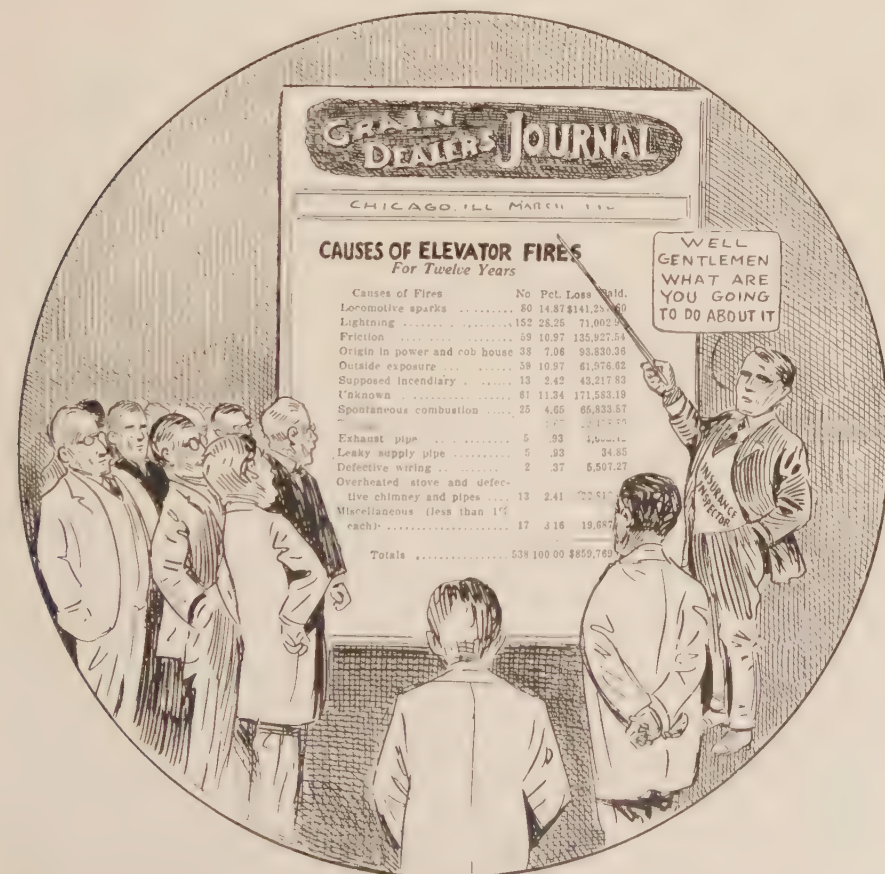 GRAIN
DEALERS JOURNAL
CHICAGO. ILL MARCH
CAUSES OF ELEVATOR FIRES
For Twelve Years
Causes of Fires No Pct. Loss Paid.
Locomotive sparks ......... 80 14.87
Lightning ................ 152 28.25
Friction ................. 59 10.97 135,927.54
Origin in power and cob house 38 7.06 93,830.36
Outside exposure ......... 59 10.97 61,976.62
Supposed incendiary ....... 13 2.42 43,217.83
Unknown .................. 61 11.34 171,583.19
Spontaneous combustion ..... 25 4.65 65,833.57
Exhaust pipe ............. 5 .93
Leaky supply pipe ......... 5 .93 34.85
Defective wiring .......... 2 .37 5,507.27
Overheated stove and defec-
tive chimney and pipes .... 13 2.41
Miscellaneous (less than 1%
each) ................... 17 3.16
Totals .................. 538 100.00
WELL
GENTLEMEN
WHAT ARE
YOU GOING
TO DO ABOUT IT
INSURANCE
INSPECTOR